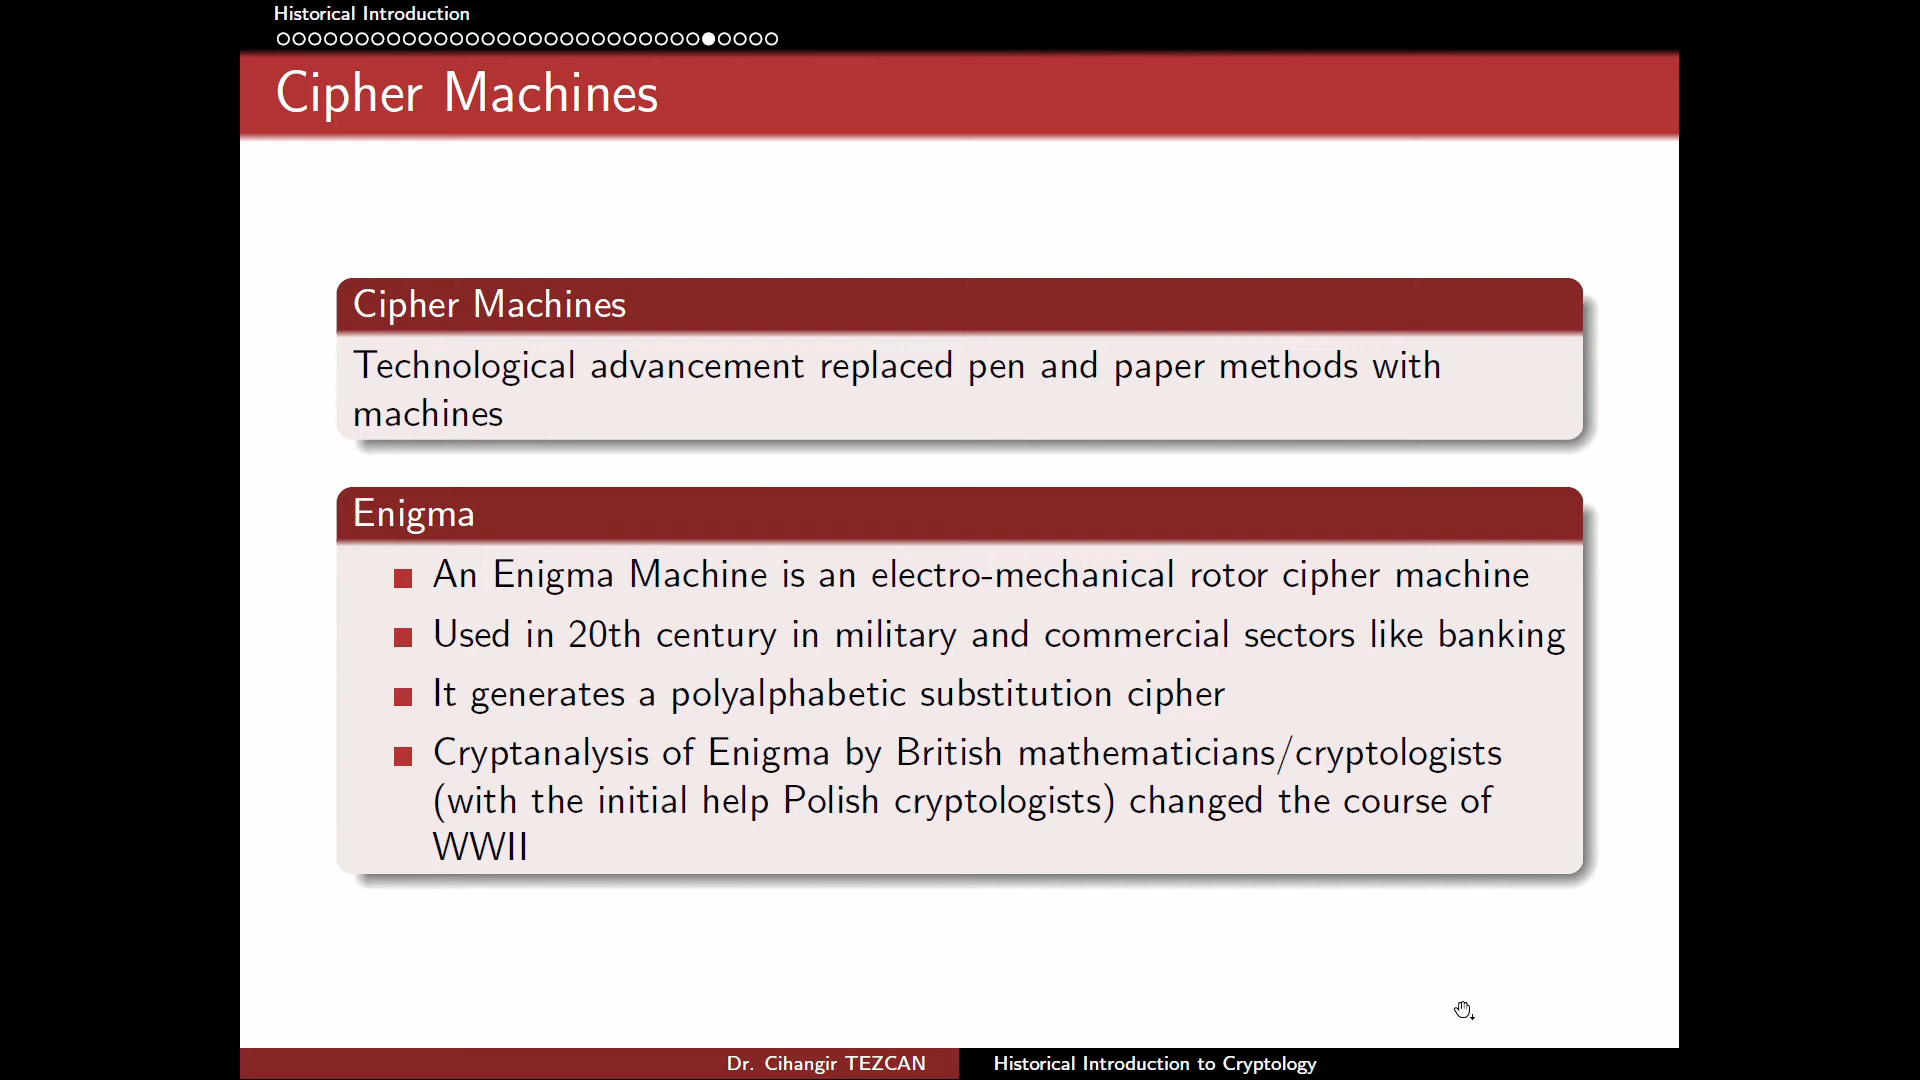 Historical Introduction
Cipher Machines
Cipher Machines
Technological advancement replaced pen and paper methods with
machines
Enigma
An Enigma Machine is an electro-mechanical rotor cipher machine
Used in 20th century in military and commercial sectors like banking
It generates a polyalphabetic substitution cipher
Cryptanalysis of Enigma by British mathematicians/cryptologists
(with the initial help Polish cryptologists) changed the course of
WWII
Dr. Cihangir TEZCAN
Historical Introduction to Cryptology